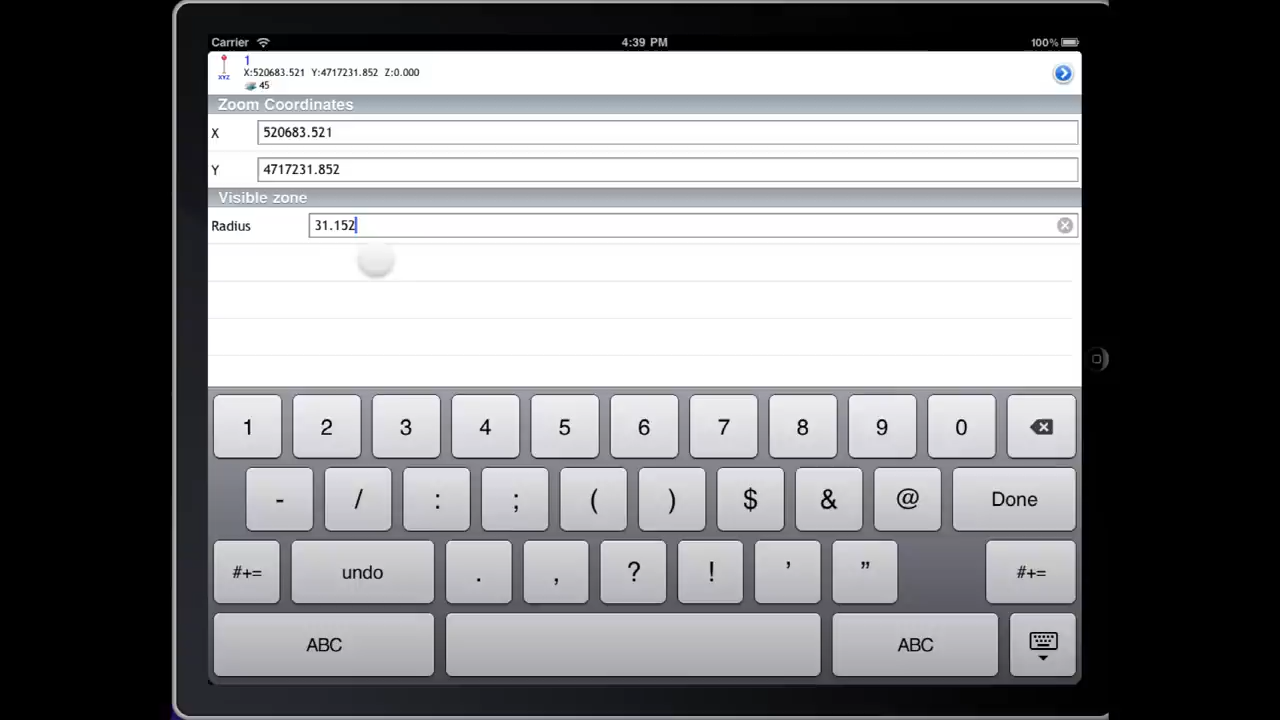 Carrier 4:39 PM 100%
1
X:520683.521 Y:4717231.852 Z:0.000
XYZ
45
Zoom Coordinates
X 520683.521
Y 4717231.852
Visible zone
Radius 31.152
1 2 3 4 5 6 7 8 9 0
- / : ; ( ) $ & @ Done
#+= undo . , ? ! ’ ” #+=
ABC ABC